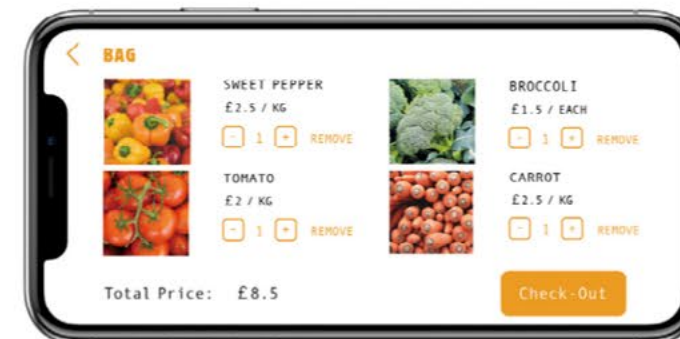 BAG
SWEET PEPPER
£2.5 / KG
- 1 + REMOVE
BROCCOLI
£1.5 / EACH
- 1 + REMOVE
TOMATO
£2 / KG
- 1 + REMOVE
CARROT
£2.5 / KG
- 1 + REMOVE
Total Price: £8.5
Check-Out